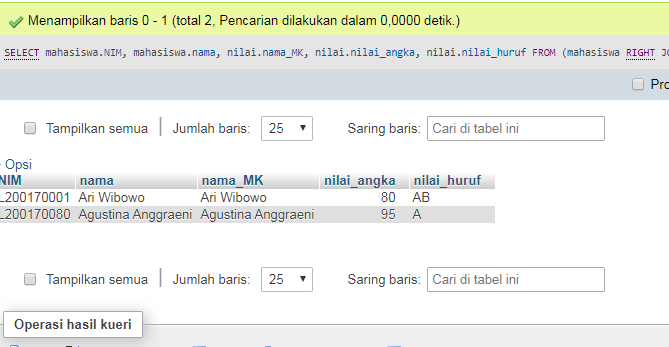 Menampilkan baris 0 - 1 (total 2, Pencarian dilakukan dalam 0,0000 detik.)
SELECT mahasiswa.NIM, mahasiswa.nama, nilai.nama_MK, nilai.nilai_angka, nilai.nilai_huruf FROM (mahasiswa RIGHT JO
Pro
Tampilkan semua | Jumlah baris: 25 Saring baris: Cari di tabel ini
Opsi
NIM nama nama_MK nilai_angka nilai_huruf
L200170001 Ari Wibowo Ari Wibowo 80 AB
L200170080 Agustina Anggraeni Agustina Anggraeni 95 A
Tampilkan semua | Jumlah baris: 25 Saring baris: Cari di tabel ini
Operasi hasil kueri